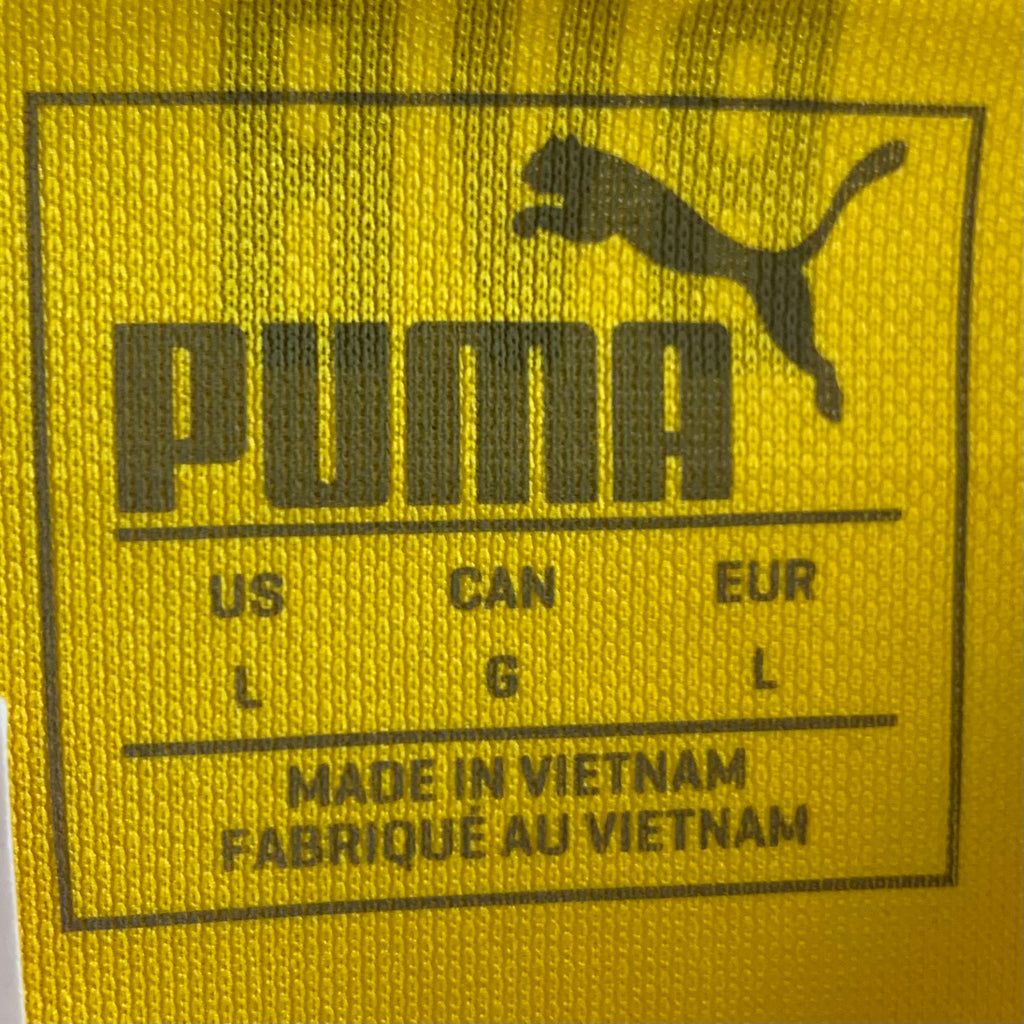 PUMA
US CAN EUR
L G L
MADE IN VIETNAM
FABRIQUÉ AU VIETNAM